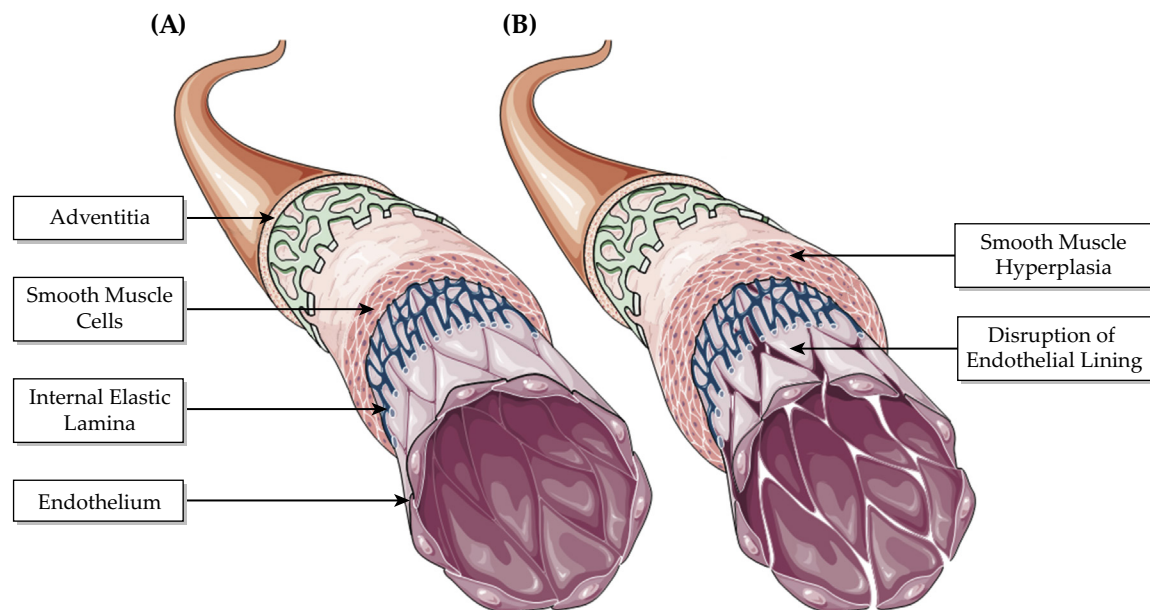 (A)
(B)
Adventitia
Smooth Muscle
Cells
Internal Elastic
Lamina
Endothelium
Smooth Muscle
Hyperplasia
Disruption of
Endothelial Lining